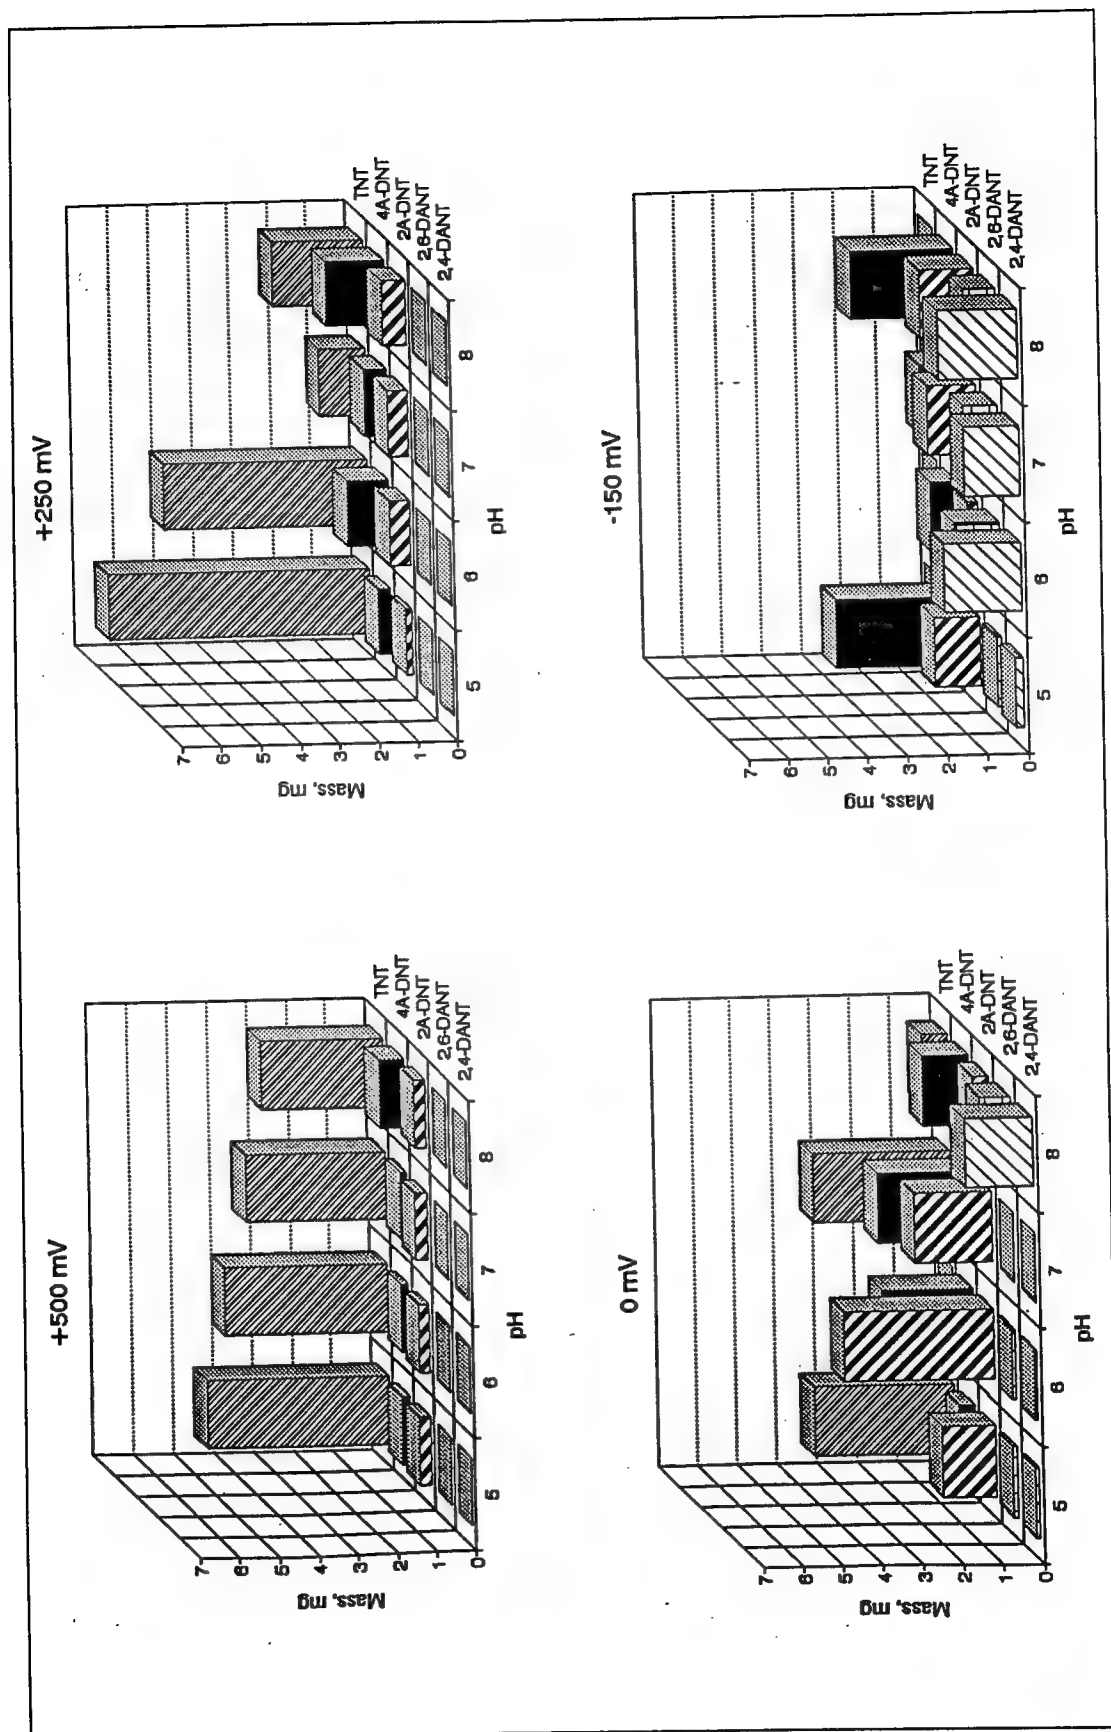 +500 mV
Mass, mg
7
6
5
4
3
2
1
0
5
6
7
8
pH
TNT
4A-DNT
2A-DNT
2,6-DANT
2,4-DANT
+250 mV
Mass, mg
7
6
5
4
3
2
1
0
5
6
7
8
pH
TNT
4A-DNT
2A-DNT
2,6-DANT
2,4-DANT
0 mV
Mass, mg
7
6
5
4
3
2
1
0
5
6
7
8
pH
TNT
4A-DNT
2A-DNT
2,6-DANT
2,4-DANT
-150 mV
Mass, mg
7
6
5
4
3
2
1
0
5
6
7
8
pH
TNT
4A-DNT
2A-DNT
2,6-DANT
2,4-DANT